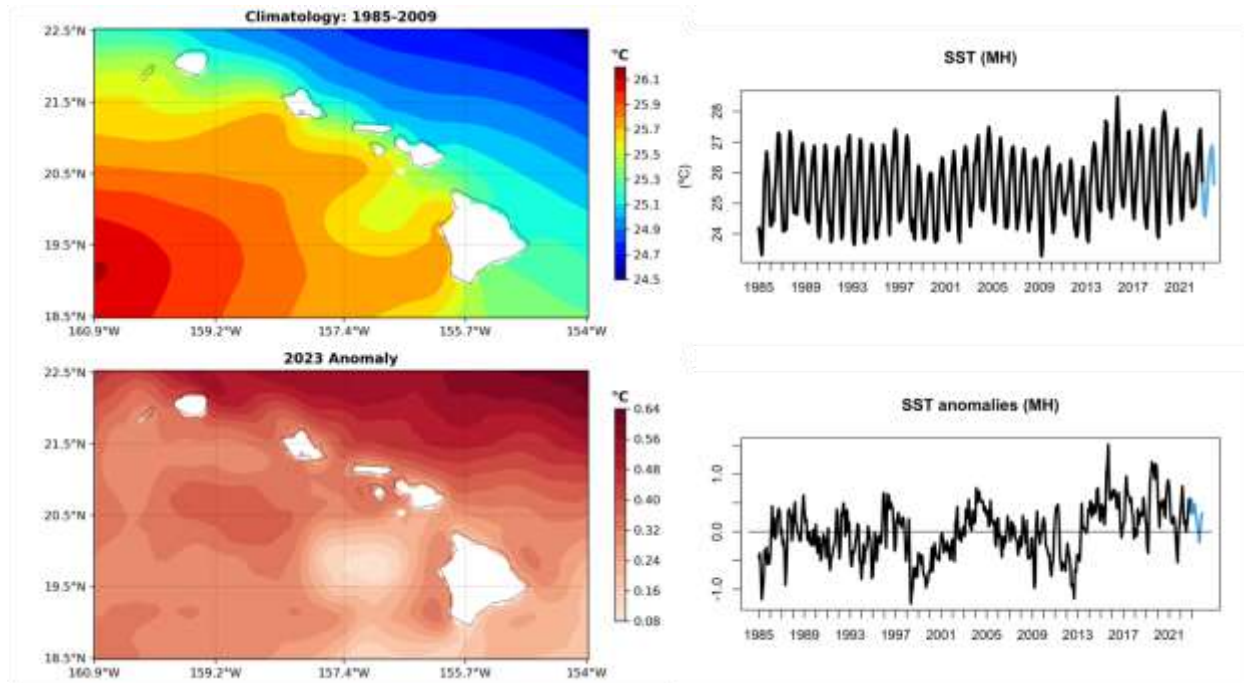 Climatology: 1985-2009
22.5°N
21.5°N
20.5°N
19.5°N
18.5°N
160.9°W 159.2°W 157.4°W 155.7°W 154°W
°C
26.1
25.9
25.7
25.5
25.3
25.1
24.9
24.7
24.5
SST (MH)
(°C)
28
27
26
25
24
1985 1989 1993 1997 2001 2005 2009 2013 2017 2021
2023 Anomaly
22.5°N
21.5°N
20.5°N
19.5°N
18.5°N
160.9°W 159.2°W 157.4°W 155.7°W 154°W
°C
0.64
0.56
0.48
0.40
0.32
0.24
0.16
0.08
SST anomalies (MH)
1.0
0.0
-1.0
1985 1989 1993 1997 2001 2005 2009 2013 2017 2021